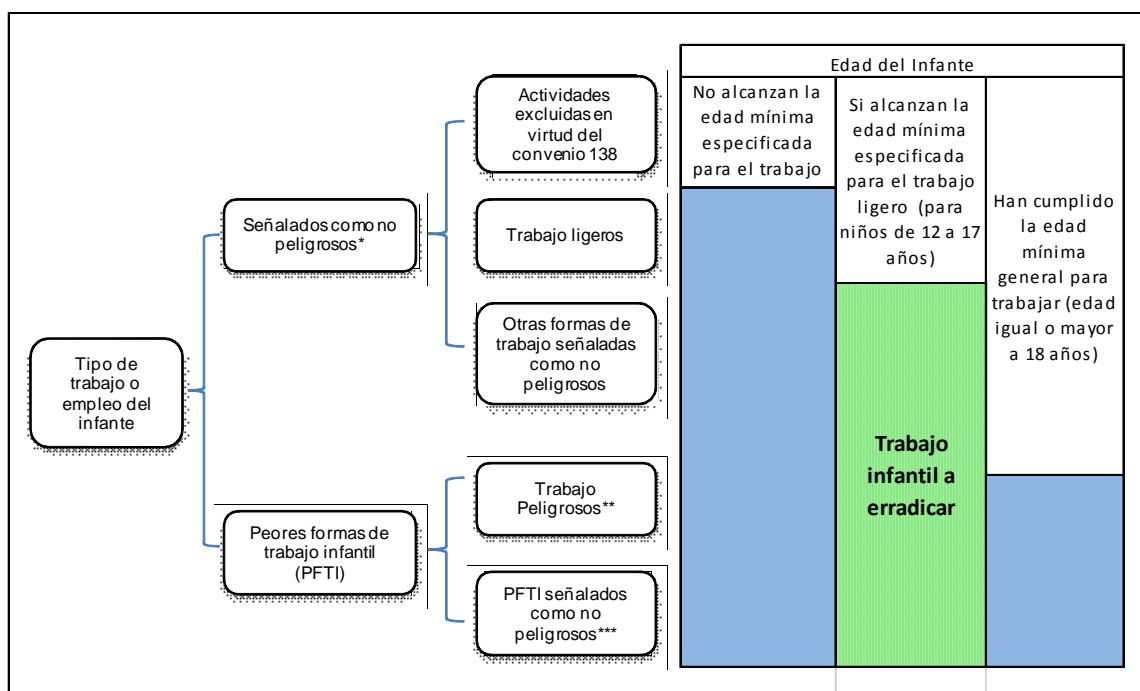 Tipo de
trabajo o
empleo del
infante
Señalados como no
peligrosos*
Peores formas de
trabajo infantil
(PFTI)
Actividades
excluidas en
virtud del
convenio 138
Trabajo ligeros
Otras formas de
trabajo señaladas
como no
peligrosos
Trabajo
Peligrosos**
PFTI señalados
como no
peligrosos***
Edad del Infante
No alcanzan la
edad mínima
especificada
para el trabajo
Si alcanzan la
edad mínima
especificada
para el trabajo
ligero (para
niños de 12 a 17
años)
Han cumplido
la edad
mínima
general para
trabajar (edad
igual o mayor
a 18 años)
Trabajo
infantil a
erradicar